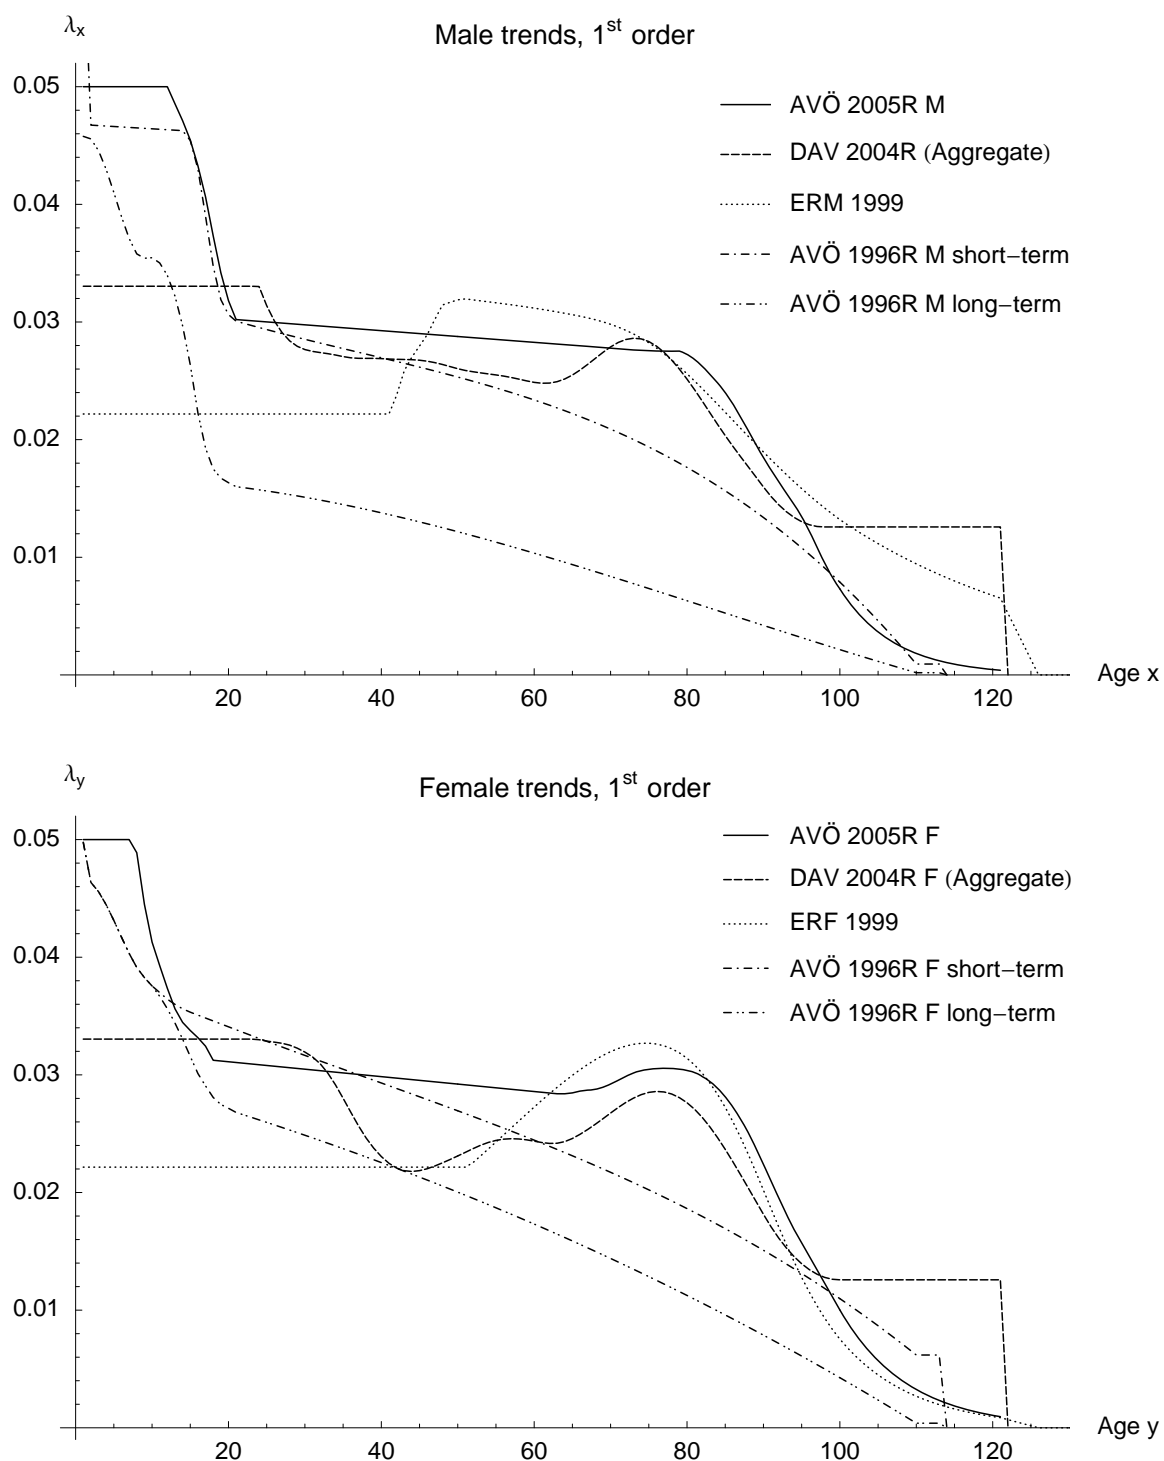 λx
Male trends, 1st order
0.05
0.04
0.03
0.02
0.01
AVÖ 2005R M
DAV 2004R (Aggregate)
ERM 1999
AVÖ 1996R M short−term
AVÖ 1996R M long−term
20 40 60 80 100 120
Age x
λy
Female trends, 1st order
0.05
0.04
0.03
0.02
0.01
AVÖ 2005R F
DAV 2004R F (Aggregate)
ERF 1999
AVÖ 1996R F short−term
AVÖ 1996R F long−term
20 40 60 80 100 120
Age y